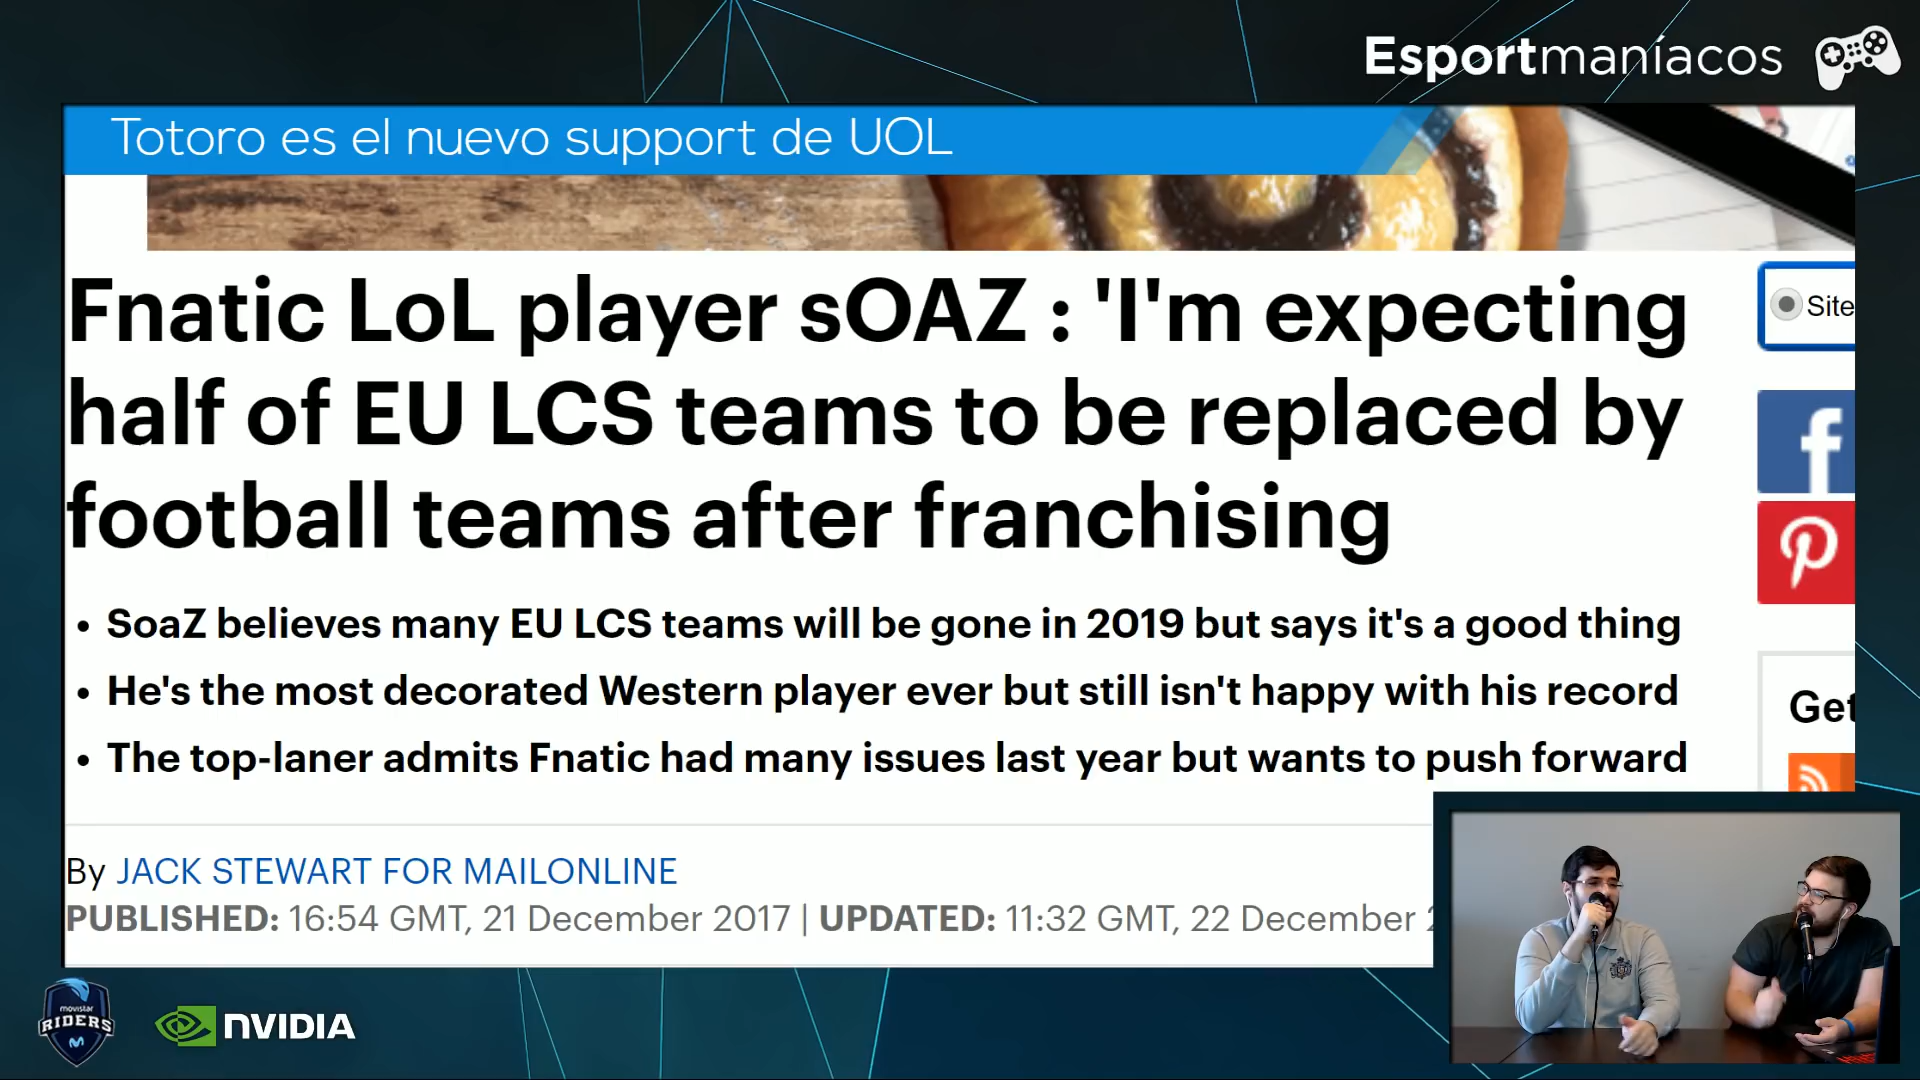 Esportmaníacos
Totoro es el nuevo support de UOL
Fnatic LoL player sOAZ : 'I'm expecting
half of EU LCS teams to be replaced by
football teams after franchising
Site
f
• SoaZ believes many EU LCS teams will be gone in 2019 but says it's a good thing
• He's the most decorated Western player ever but still isn't happy with his record
• The top-laner admits Fnatic had many issues last year but wants to push forward
Get
By JACK STEWART FOR MAILONLINE
PUBLISHED: 16:54 GMT, 21 December 2017 | UPDATED: 11:32 GMT, 22 December
movistar
RIDERS
NVIDIA